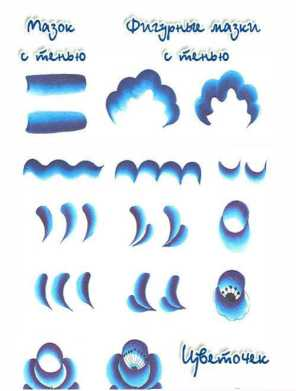 Мазок
с тенью
Фигурные мазки
с тенью
Цветочек